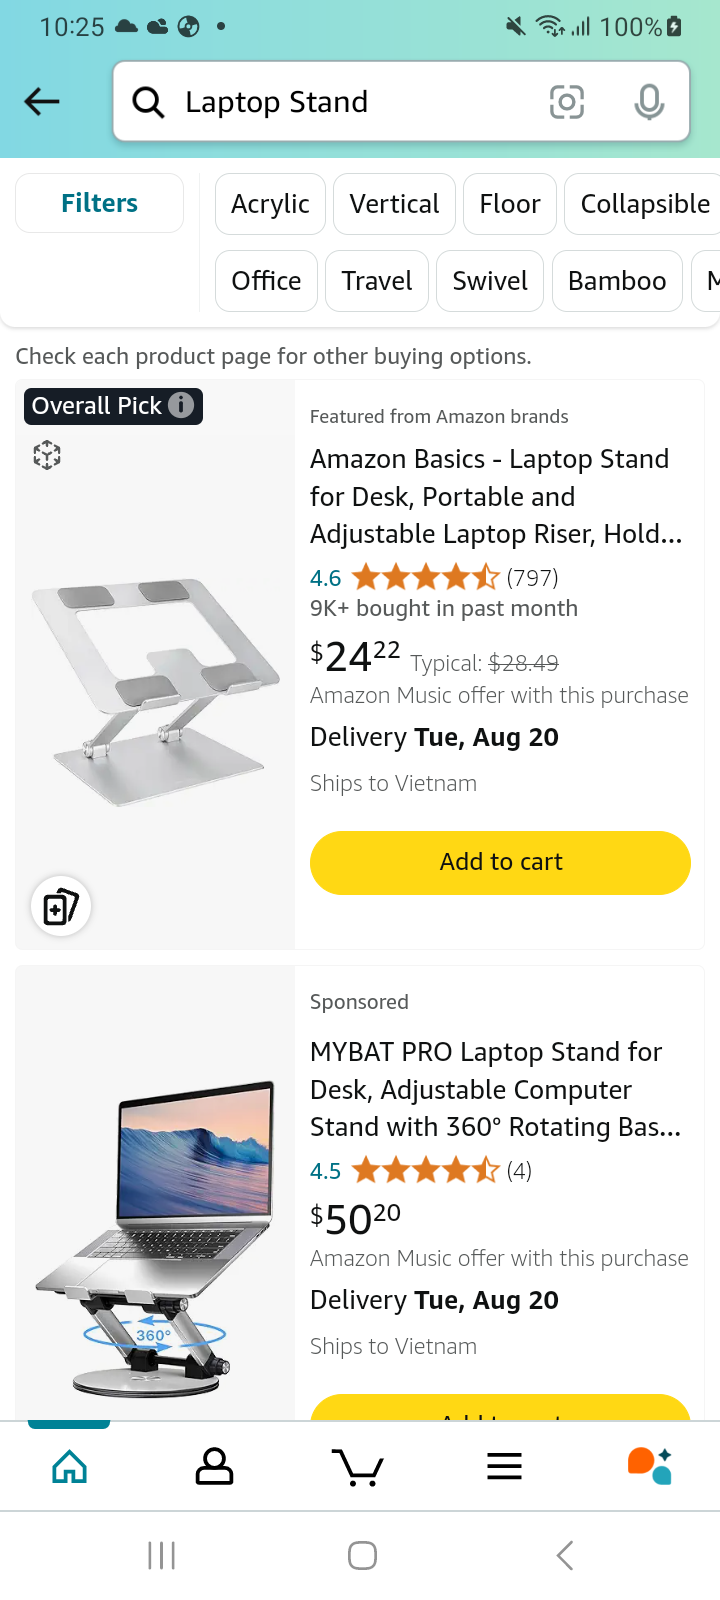 10:25
100%
Laptop Stand
Filters
Acrylic
Vertical
Floor
Collapsible
Office
Travel
Swivel
Bamboo
Check each product page for other buying options.
Overall Pick
Featured from Amazon brands
Amazon Basics - Laptop Stand
for Desk, Portable and
Adjustable Laptop Riser, Hold...
4.6 (797)
9K+ bought in past month
$24.22 Typical: $28.49
Amazon Music offer with this purchase
Delivery Tue, Aug 20
Ships to Vietnam
Add to cart
Sponsored
MYBAT PRO Laptop Stand for
Desk, Adjustable Computer
Stand with 360° Rotating Bas...
4.5 (4)
$50.20
Amazon Music offer with this purchase
Delivery Tue, Aug 20
Ships to Vietnam
360°